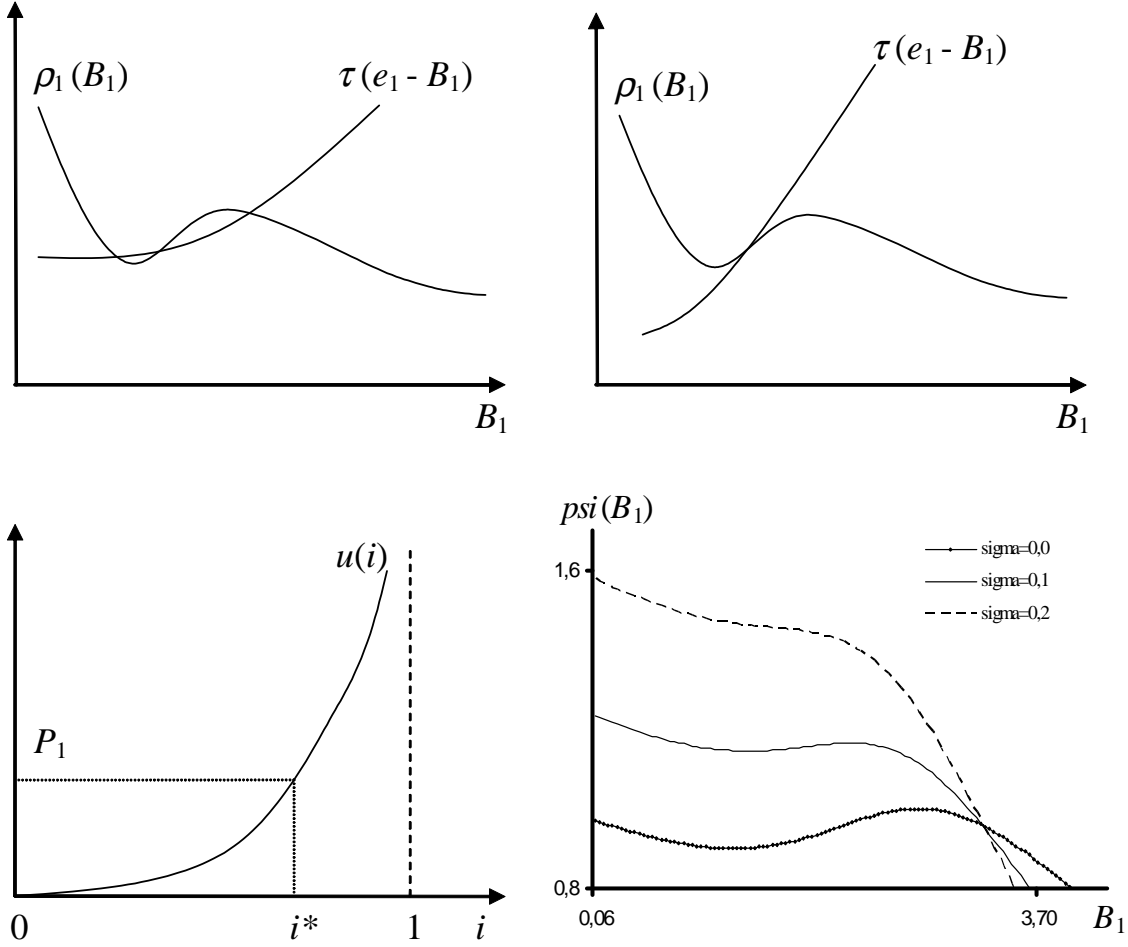 ρ₁(B₁)
τ(e₁ - B₁)
B₁
ρ₁(B₁)
τ(e₁ - B₁)
B₁
u(i)
P₁
0
i*
1
i
psi(B₁)
sigma=0,0
sigma=0,1
sigma=0,2
1,6
0,8
0,06
3,70
B₁